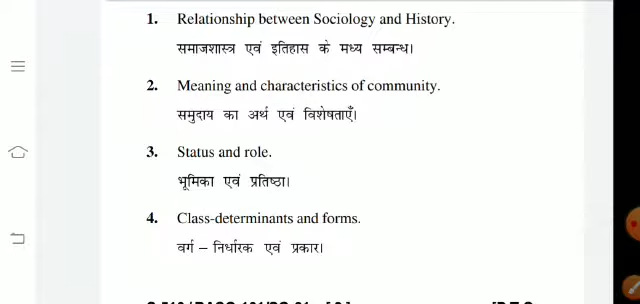 1. Relationship between Sociology and History.
समाजशास्त्र एवं इतिहास के मध्य सम्बन्ध।
2. Meaning and characteristics of community.
समुदाय का अर्थ एवं विशेषताएँ।
3. Status and role.
भूमिका एवं प्रतिष्ठा।
4. Class-determinants and forms.
वर्ग – निर्धारक एवं प्रकार।